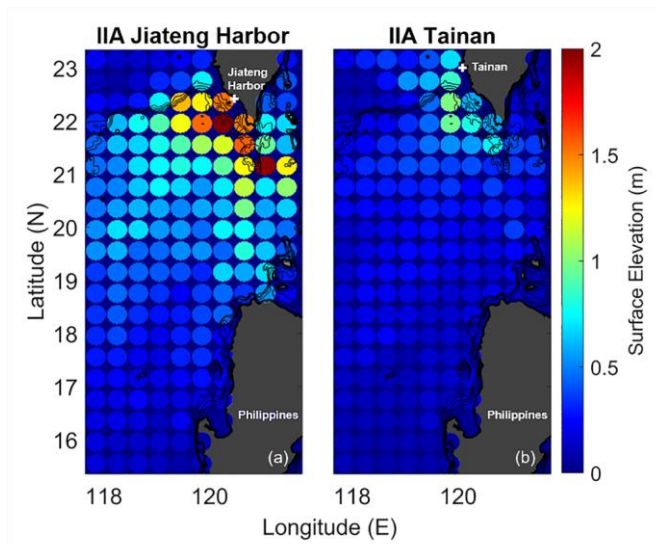 IIA Jiateng Harbor
IIA Tainan
23
22
21
20
19
18
17
16
Latitude (N)
Jiateng
Harbor
Philippines
(a)
Tainan
Philippines
(b)
2
1.5
1
0.5
0
Surface Elevation (m)
118
120
118
120
Longitude (E)